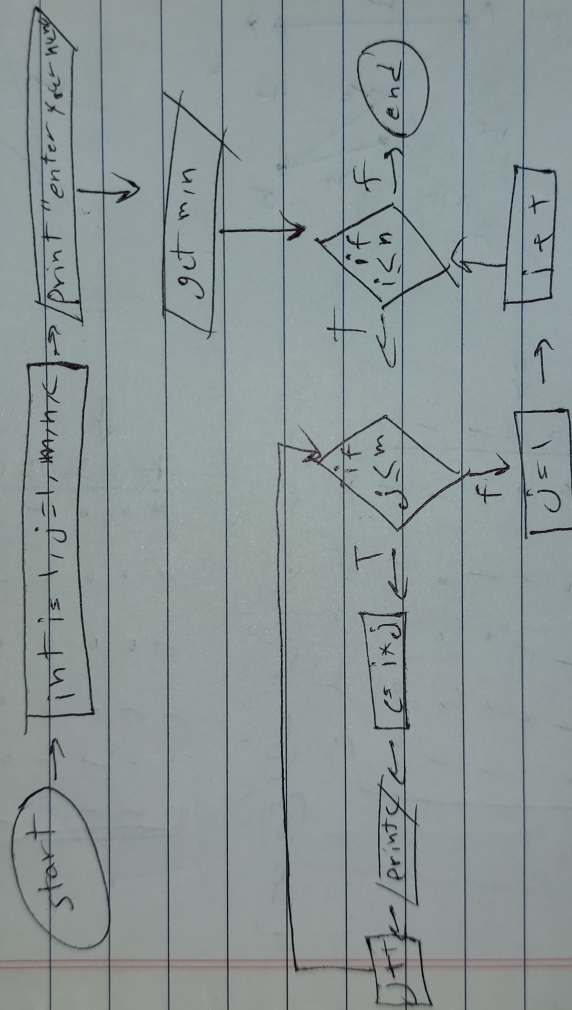 start
int i=1, j=1, m, n, c
print "enter your num
get m, n
if
i≤n
T
f
end
if
j≤m
T
f
c= i*j
print c
j++
j=1
i++